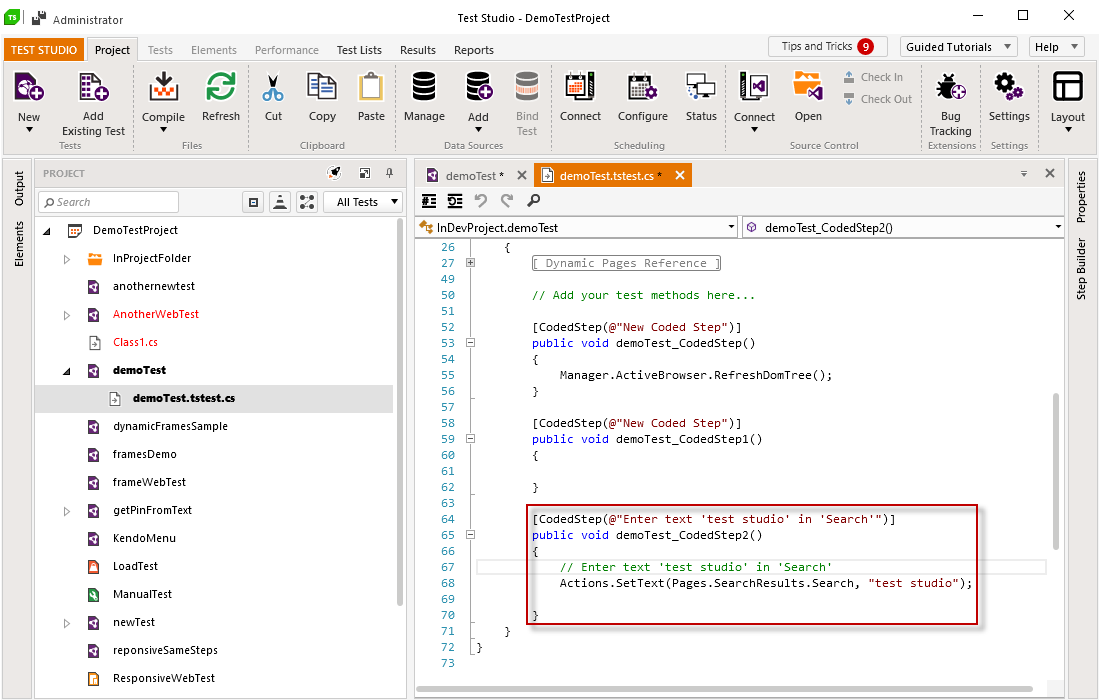 TS Administrator
Test Studio - DemoTestProject
TEST STUDIO Project Tests Elements Performance Test Lists Results Reports
Tips and Tricks 9 Guided Tutorials Help
New
Add Existing Test
Tests
Compile Refresh
Files
Cut Copy Paste
Clipboard
Manage Add Bind Test
Data Sources
Connect Configure Status
Scheduling
Connect Open Check In Check Out
Source Control
Bug Tracking
Extensions
Settings
Settings
Layout
Output
Elements
PROJECT
Search All Tests
DemoTestProject
InProjectFolder
anothernewtest
AnotherWebTest
Class1.cs
demoTest
demoTest.tstest.cs
dynamicFramesSample
framesDemo
frameWebTest
getPinFromText
KendoMenu
LoadTest
ManualTest
newTest
reponsiveSameSteps
ResponsiveWebTest
demoTest * demoTest.tstest.cs *
InDevProject.demoTest demoTest_CodedStep2()
26 {
27 [ Dynamic Pages Reference ]
49
50 // Add your test methods here...
51
52 [CodedStep(@"New Coded Step")]
53 public void demoTest_CodedStep()
54 {
55 Manager.ActiveBrowser.RefreshDomTree();
56 }
57
58 [CodedStep(@"New Coded Step")]
59 public void demoTest_CodedStep1()
60 {
61
62 }
63
64 [CodedStep(@"Enter text 'test studio' in 'Search'")]
65 public void demoTest_CodedStep2()
66 {
67 // Enter text 'test studio' in 'Search'
68 Actions.SetText(Pages.SearchResults.Search, "test studio");
69
70 }
71 }
72 }
73
Properties
Step Builder